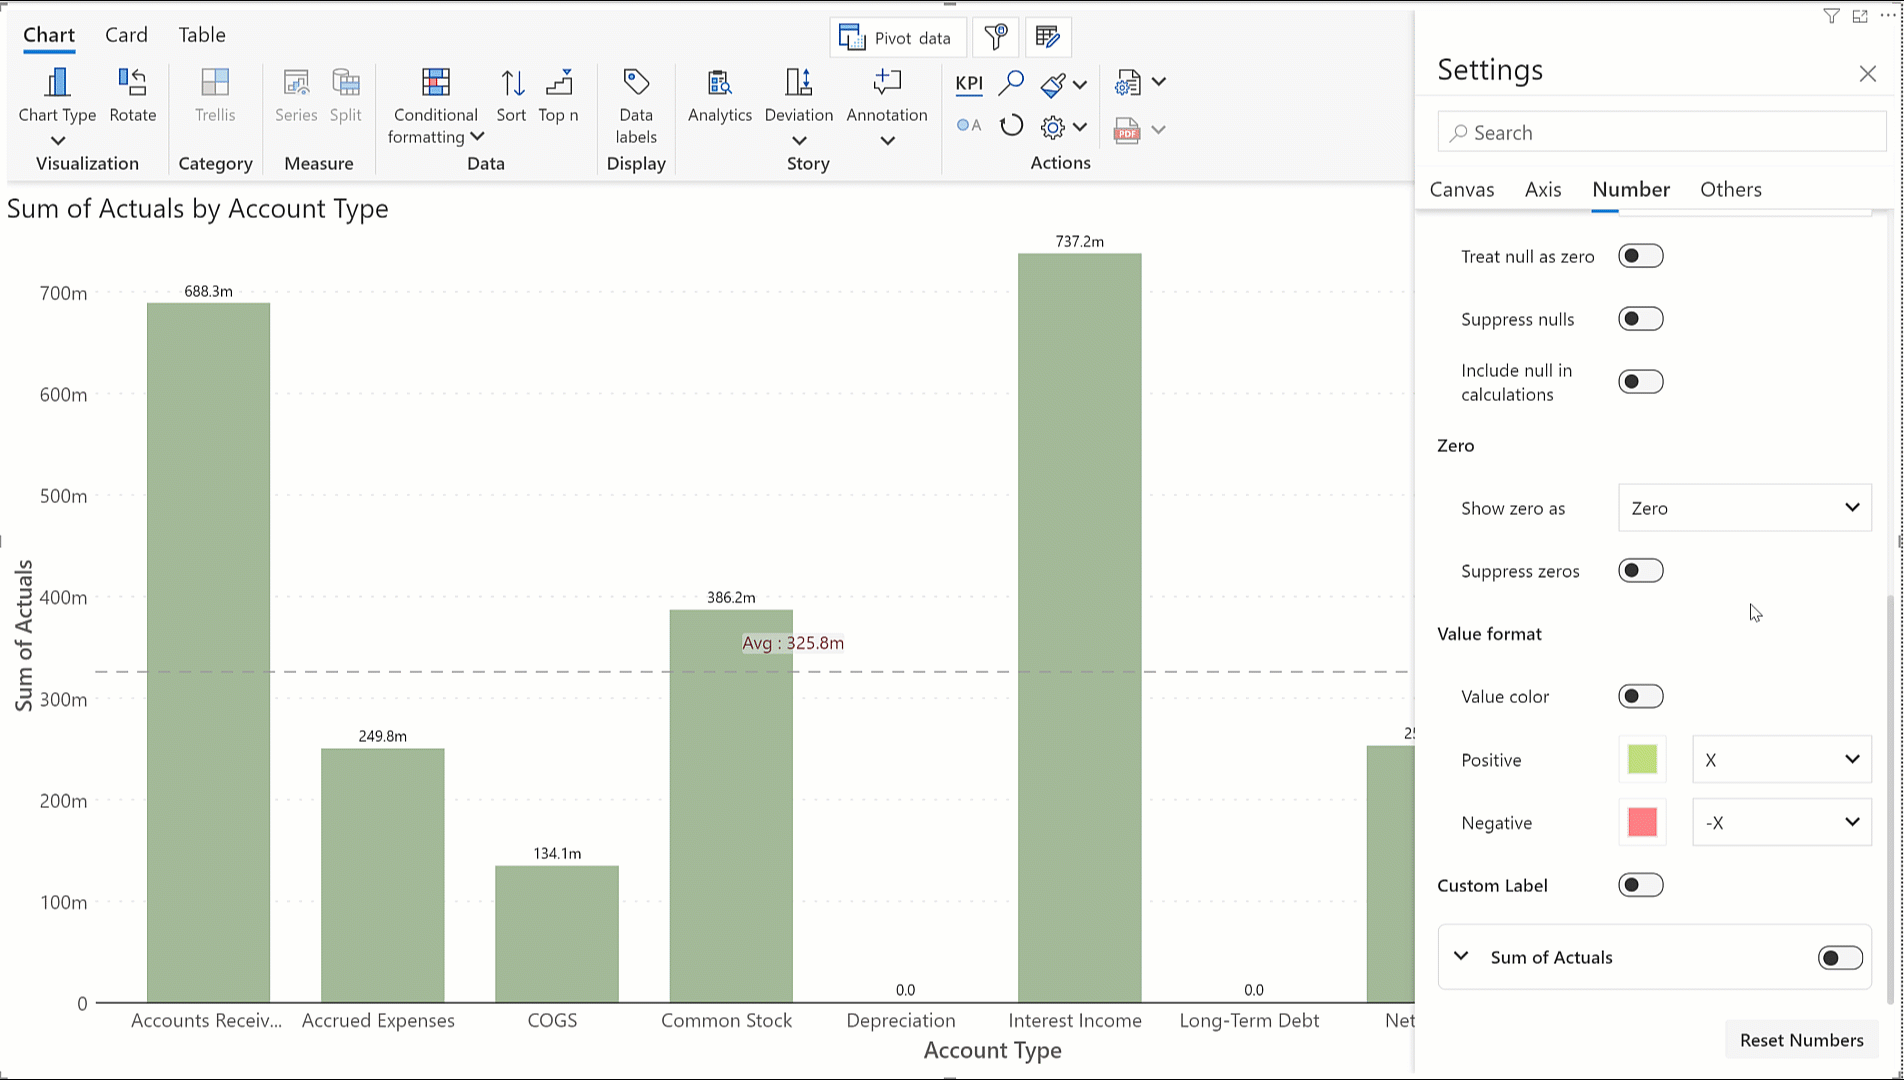 Chart Card Table
Pivot data
Chart Type
Rotate
Visualization
Trellis
Category
Series
Split
Measure
Conditional
formatting
Sort
Top n
Data
Data
labels
Display
Analytics
Deviation
Annotation
Story
KPI
A
PDF
Actions
Sum of Actuals by Account Type
Sum of Actuals
700m
600m
500m
400m
300m
200m
100m
0
688.3m
249.8m
134.1m
386.2m
Avg : 325.8m
0.0
737.2m
0.0
25
Accounts Receiv...
Accrued Expenses
COGS
Common Stock
Depreciation
Interest Income
Long-Term Debt
Net
Account Type
Settings
Search
Canvas Axis Number Others
Treat null as zero
Suppress nulls
Include null in
calculations
Zero
Show zero as
Zero
Suppress zeros
Value format
Value color
Positive
X
Negative
-X
Custom Label
Sum of Actuals
Reset Numbers